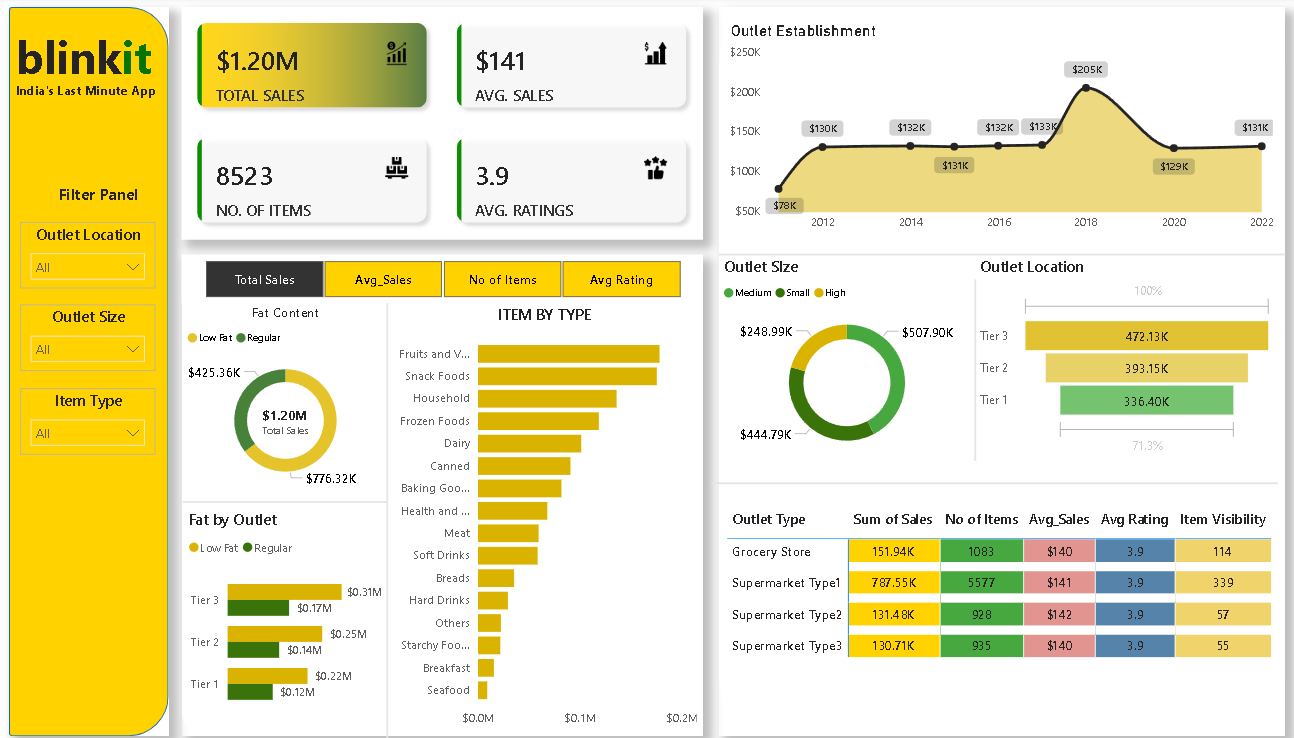 blinkit
India's Last Minute App
Filter Panel
Outlet Location
All
Outlet Size
All
Item Type
All
$1.20M
TOTAL SALES
$141
AVG. SALES
8523
NO. OF ITEMS
3.9
AVG. RATINGS
Total Sales
Avg_Sales
No of Items
Avg Rating
Fat Content
Low Fat Regular
$425.36K
$1.20M
Total Sales
$776.32K
Fat by Outlet
Low Fat Regular
Tier 3 $0.31M
$0.17M
Tier 2 $0.25M
$0.14M
Tier 1 $0.22M
$0.12M
ITEM BY TYPE
Fruits and V...
Snack Foods
Household
Frozen Foods
Dairy
Canned
Baking Goo...
Health and ...
Meat
Soft Drinks
Breads
Hard Drinks
Others
Starchy Foo...
Breakfast
Seafood
$0.0M $0.1M $0.2M
Outlet Establishment
$250K
$200K
$150K
$100K
$50K
$78K $130K $132K $131K $132K $133K $205K $129K $131K
2012 2014 2016 2018 2020 2022
Outlet SIze
Medium Small High
$248.99K
$507.90K
$444.79K
Outlet Location
100%
Tier 3 472.13K
Tier 2 393.15K
Tier 1 336.40K
71.3%
Outlet Type Sum of Sales No of Items Avg_Sales Avg Rating Item Visibility
Grocery Store 151.94K 1083 $140 3.9 114
Supermarket Type1 787.55K 5577 $141 3.9 339
Supermarket Type2 131.48K 928 $142 3.9 57
Supermarket Type3 130.71K 935 $140 3.9 55